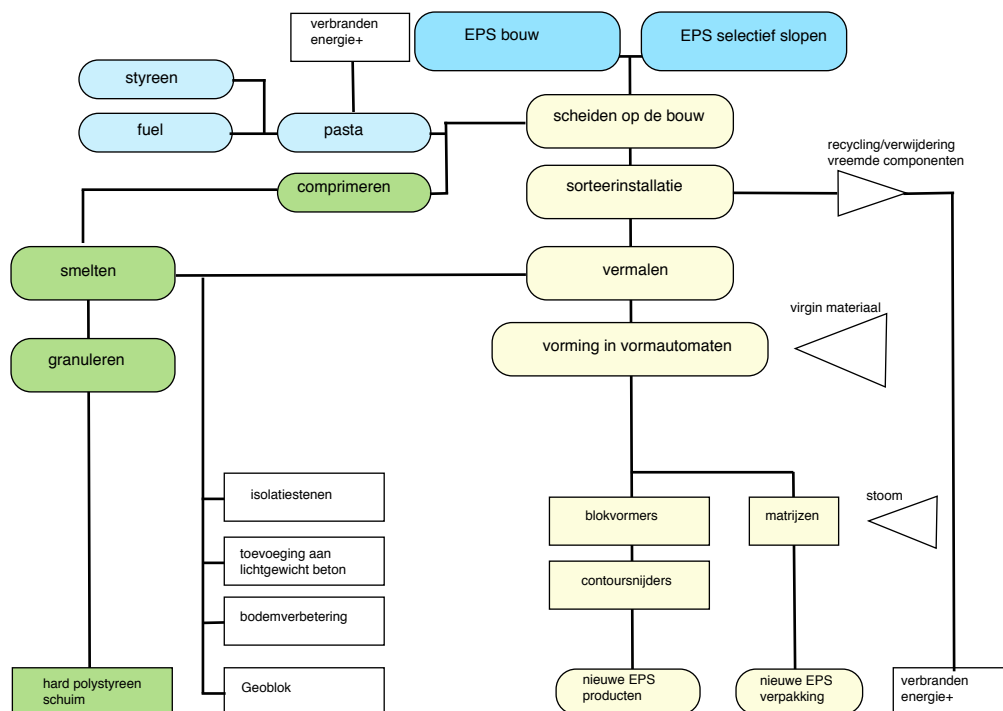 verbranden
energie+
EPS bouw
EPS selectief slopen
styreen
fuel
pasta
scheiden op de bouw
recycling/verwijdering
vreemde componenten
comprimeren
sorteerinstallatie
smelten
vermalen
virgin materiaal
granuleren
vorming in vormautomaten
isolatiestenen
stoom
blokvormers
matrijzen
toevoeging aan
lichtgewicht beton
contoursnijders
bodemverbetering
hard polystyreen
schuim
Geoblok
nieuwe EPS
producten
nieuwe EPS
verpakking
verbranden
energie+